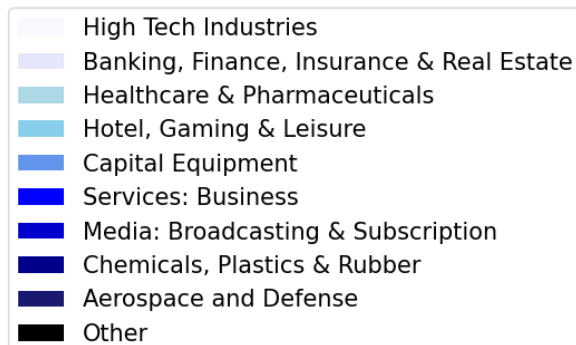 High Tech Industries
Banking, Finance, Insurance & Real Estate
Healthcare & Pharmaceuticals
Hotel, Gaming & Leisure
Capital Equipment
Services: Business
Media: Broadcasting & Subscription
Chemicals, Plastics & Rubber
Aerospace and Defense
Other